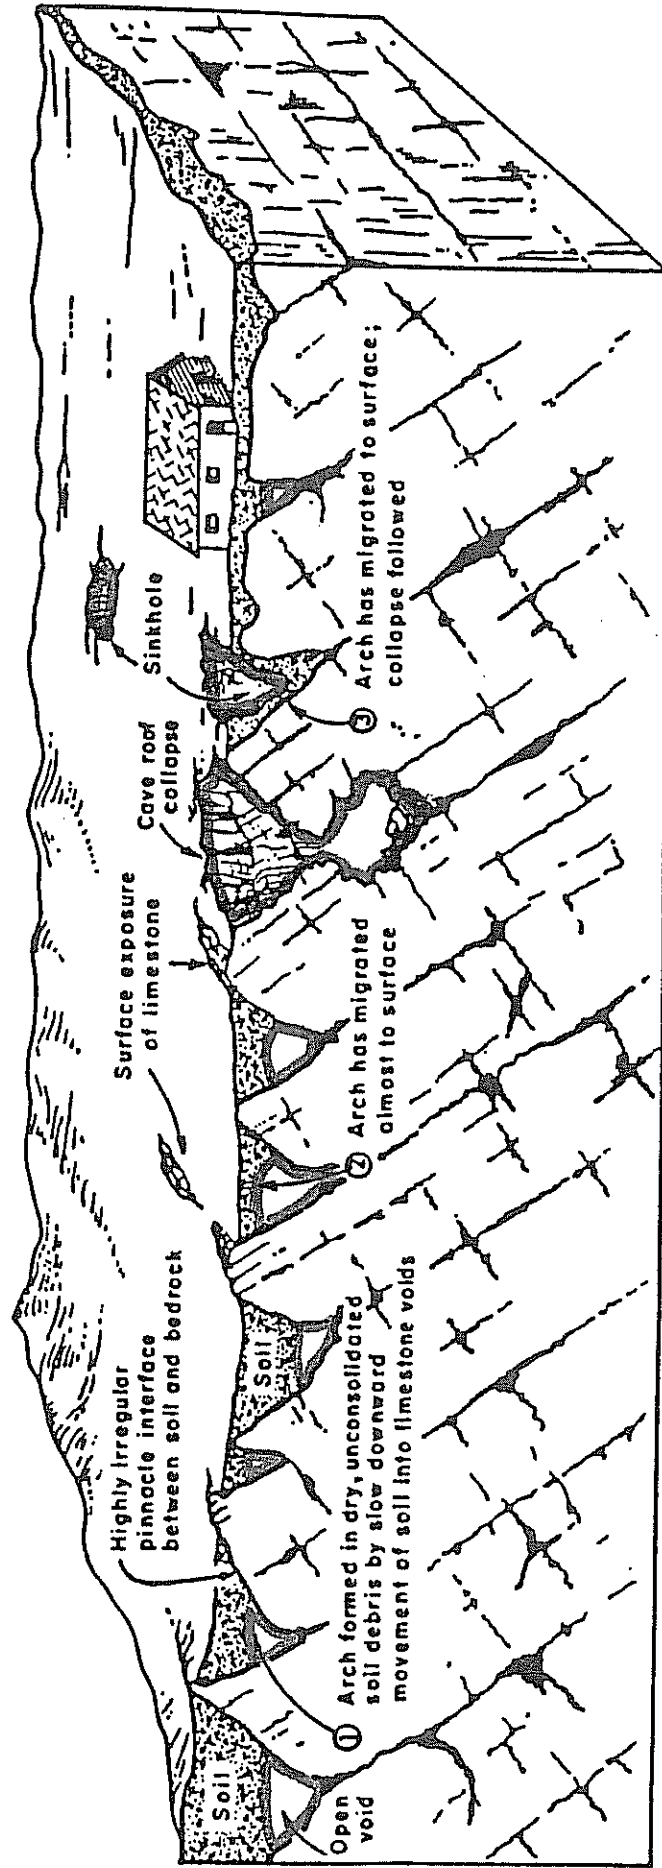 Highly irregular
pinnacle interface
between soil and bedrock
Surface exposure
of limestone
Cave roof
collapse
Sinkhole
Soil
Soil
Open
void
① Arch formed in dry, unconsolidated
soil debris by slow downward
movement of soil into limestone voids
② Arch has migrated
almost to surface
③ Arch has migrated to surface;
collapse followed